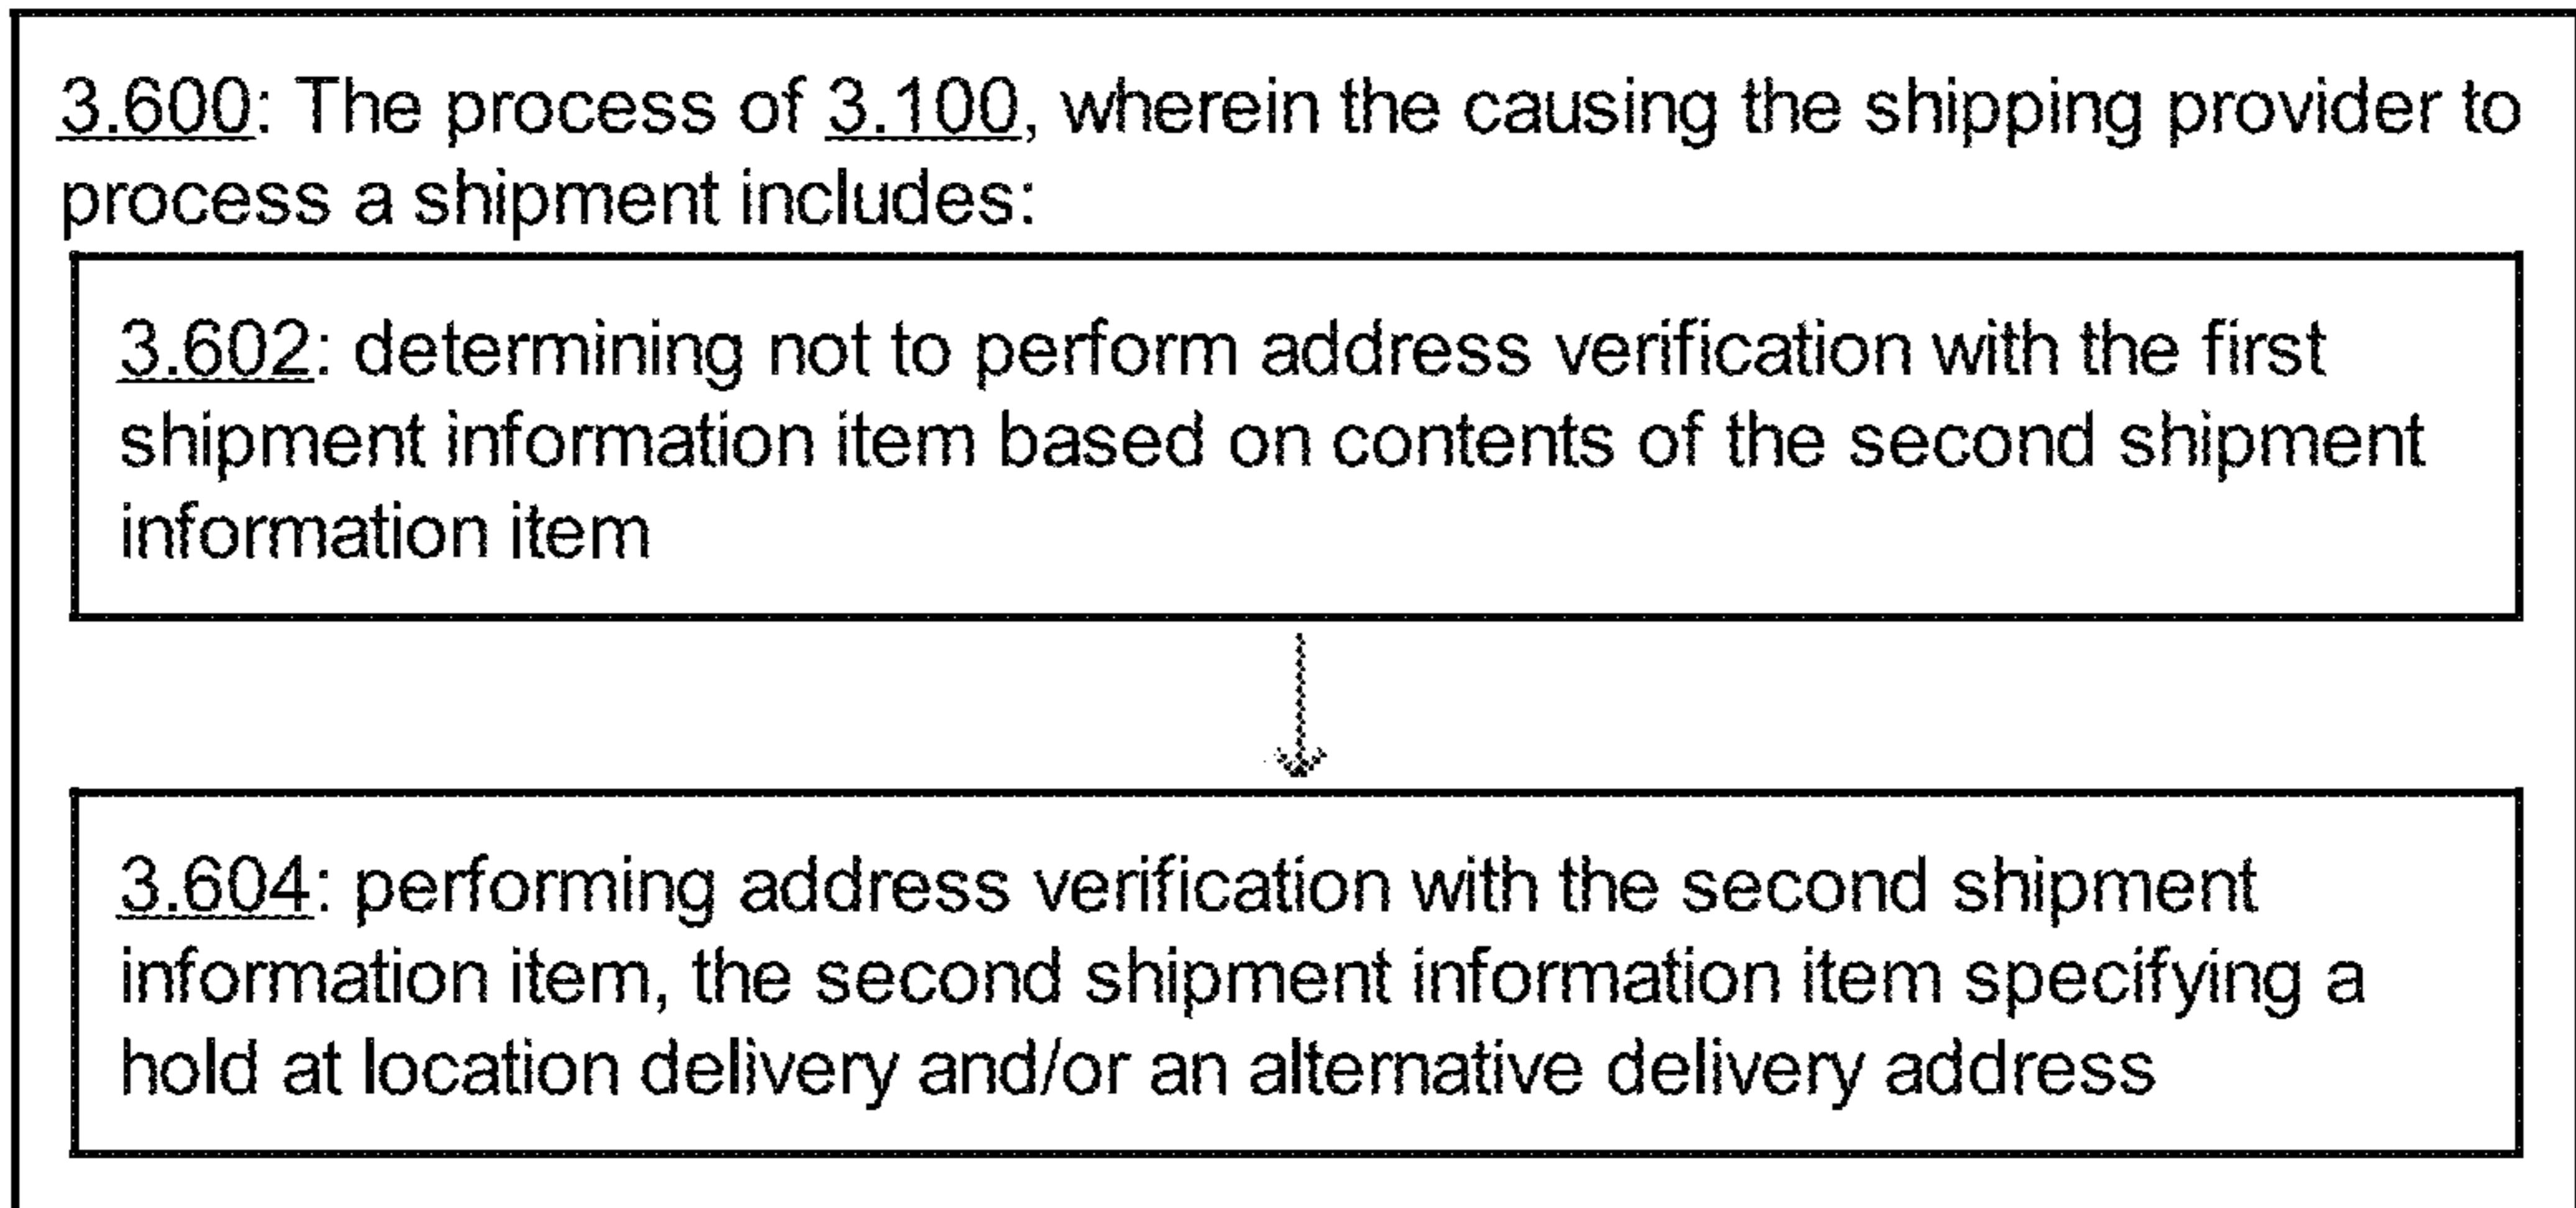 3.600: The process of 3.100, wherein the causing the shipping provider to
process a shipment includes:
3.602: determining not to perform address verification with the first
shipment information item based on contents of the second shipment
information item
3.604: performing address verification with the second shipment
information item, the second shipment information item specifying a
hold at location delivery and/or an alternative delivery address